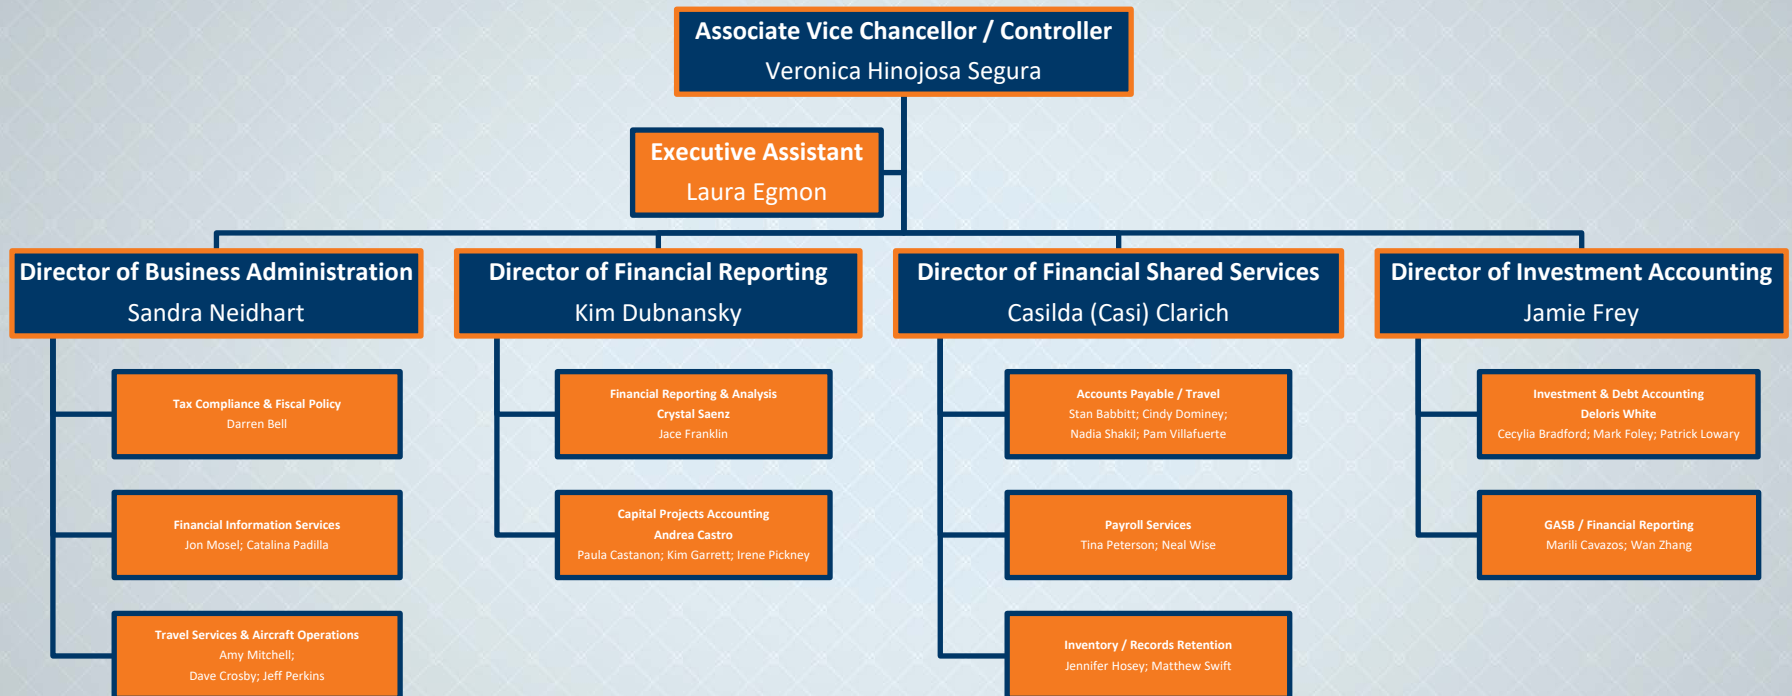 Associate Vice Chancellor / Controller
Veronica Hinojosa Segura
Executive Assistant
Laura Egmon
Director of Business Administration
Sandra Neidhart
Tax Compliance & Fiscal Policy
Darren Bell
Financial Information Services
Jon Mosel; Catalina Padilla
Travel Services & Aircraft Operations
Amy Mitchell;
Dave Crosby; Jeff Perkins
Director of Financial Reporting
Kim Dubnansky
Financial Reporting & Analysis
Crystal Saenz
Jace Franklin
Capital Projects Accounting
Andrea Castro
Paula Castanon; Kim Garrett; Irene Pickney
Director of Financial Shared Services
Casilda (Casi) Clarich
Accounts Payable / Travel
Stan Babbitt; Cindy Dominey;
Nadia Shakil; Pam Villafuerte
Payroll Services
Tina Peterson; Neal Wise
Inventory / Records Retention
Jennifer Hosey; Matthew Swift
Director of Investment Accounting
Jamie Frey
Investment & Debt Accounting
Deloris White
Cecylia Bradford; Mark Foley; Patrick Lowary
GASB / Financial Reporting
Marili Cavazos; Wan Zhang